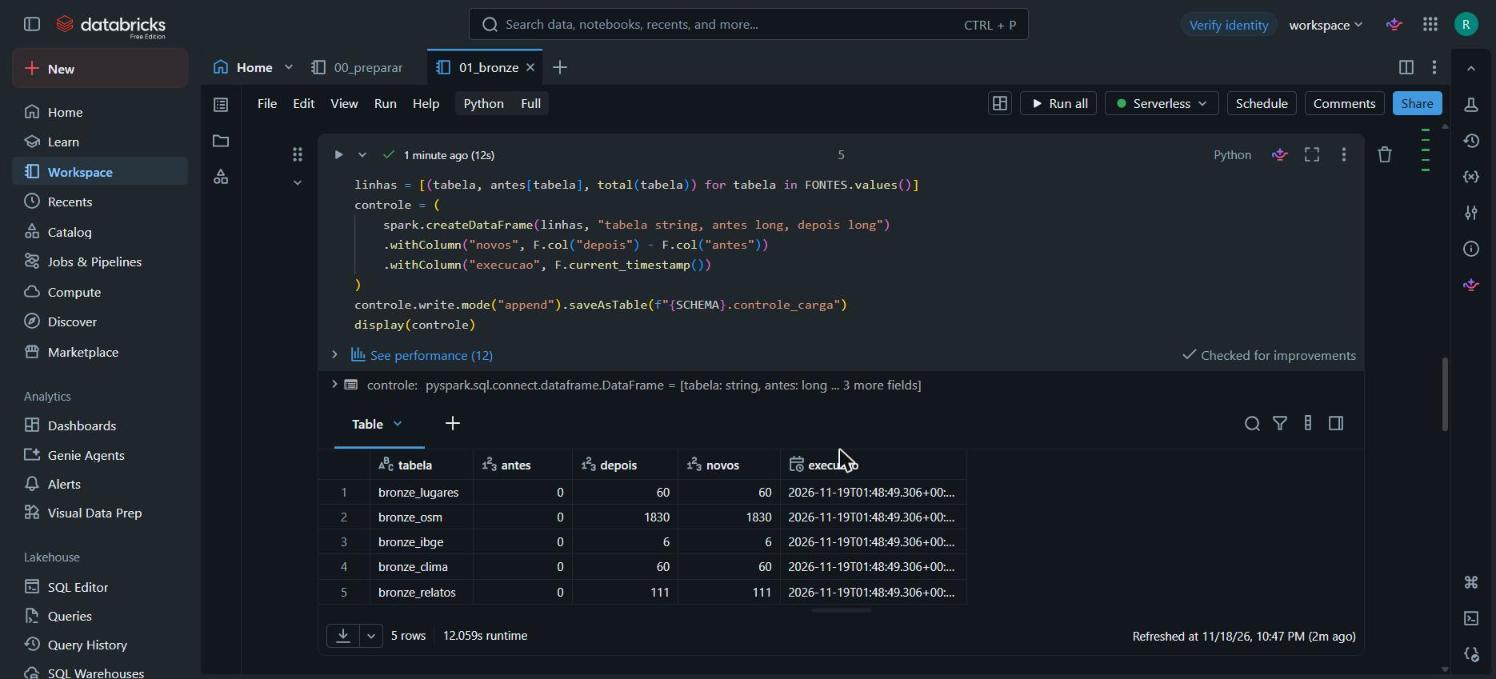 databricks
Free Edition
Search data, notebooks, recents, and more...
CTRL + P
Verify identity
workspace
R
New
Home
Learn
Workspace
Recents
Catalog
Jobs & Pipelines
Compute
Discover
Marketplace
Analytics
Dashboards
Genie Agents
Alerts
Visual Data Prep
Lakehouse
SQL Editor
Queries
Query History
SQL Warehouses
Home
00_preparar
01_bronze
File Edit View Run Help Python Full
Run all
Serverless
Schedule
Comments
Share
1 minute ago (12s)
5
Python
linhas = [(tabela, antes[tabela], total(tabela)) for tabela in FONTES.values()]
controle = (
spark.createDataFrame(linhas, "tabela string, antes long, depois long")
.withColumn("novos", F.col("depois") - F.col("antes"))
.withColumn("execucao", F.current_timestamp())
)
controle.write.mode("append").saveAsTable(f"{SCHEMA}.controle_carga")
display(controle)
See performance (12)
Checked for improvements
controle: pyspark.sql.connect.dataframe.DataFrame = [tabela: string, antes: long ... 3 more fields]
Table
tabela antes depois novos
1 bronze_lugares 0 60 60 2026-11-19T01:48:49.306+00:...
2 bronze_osm 0 1830 1830 2026-11-19T01:48:49.306+00:...
3 bronze_ibge 0 6 6 2026-11-19T01:48:49.306+00:...
4 bronze_clima 0 60 60 2026-11-19T01:48:49.306+00:...
5 bronze_relatos 0 111 111 2026-11-19T01:48:49.306+00:...
5 rows
12.059s runtime
Refreshed at 11/18/26, 10:47 PM (2m ago)